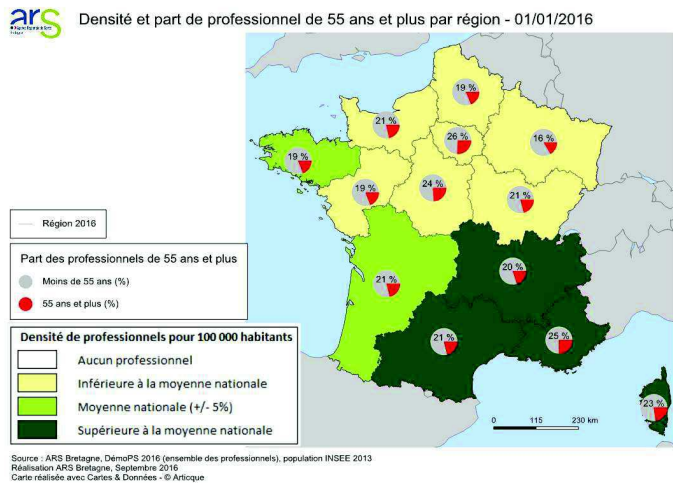 ars
Densité et part de professionnel de 55 ans et plus par région - 01/01/2016
19 %
21 %
26 %
16 %
19 %
19 %
24 %
21 %
20 %
21 %
21 %
25 %
23 %
Région 2016
Part des professionnels de 55 ans et plus
Moins de 55 ans (%)
55 ans et plus (%)
Densité de professionnels pour 100 000 habitants
Aucun professionnel
Inférieure à la moyenne nationale
Moyenne nationale (+/- 5%)
Supérieure à la moyenne nationale
0 115 230 km
Source : ARS Bretagne, DémoPS 2016 (ensemble des professionnels), population INSEE 2013
Réalisation ARS Bretagne, Septembre 2016
Carte réalisée avec Cartes & Données - © Articque